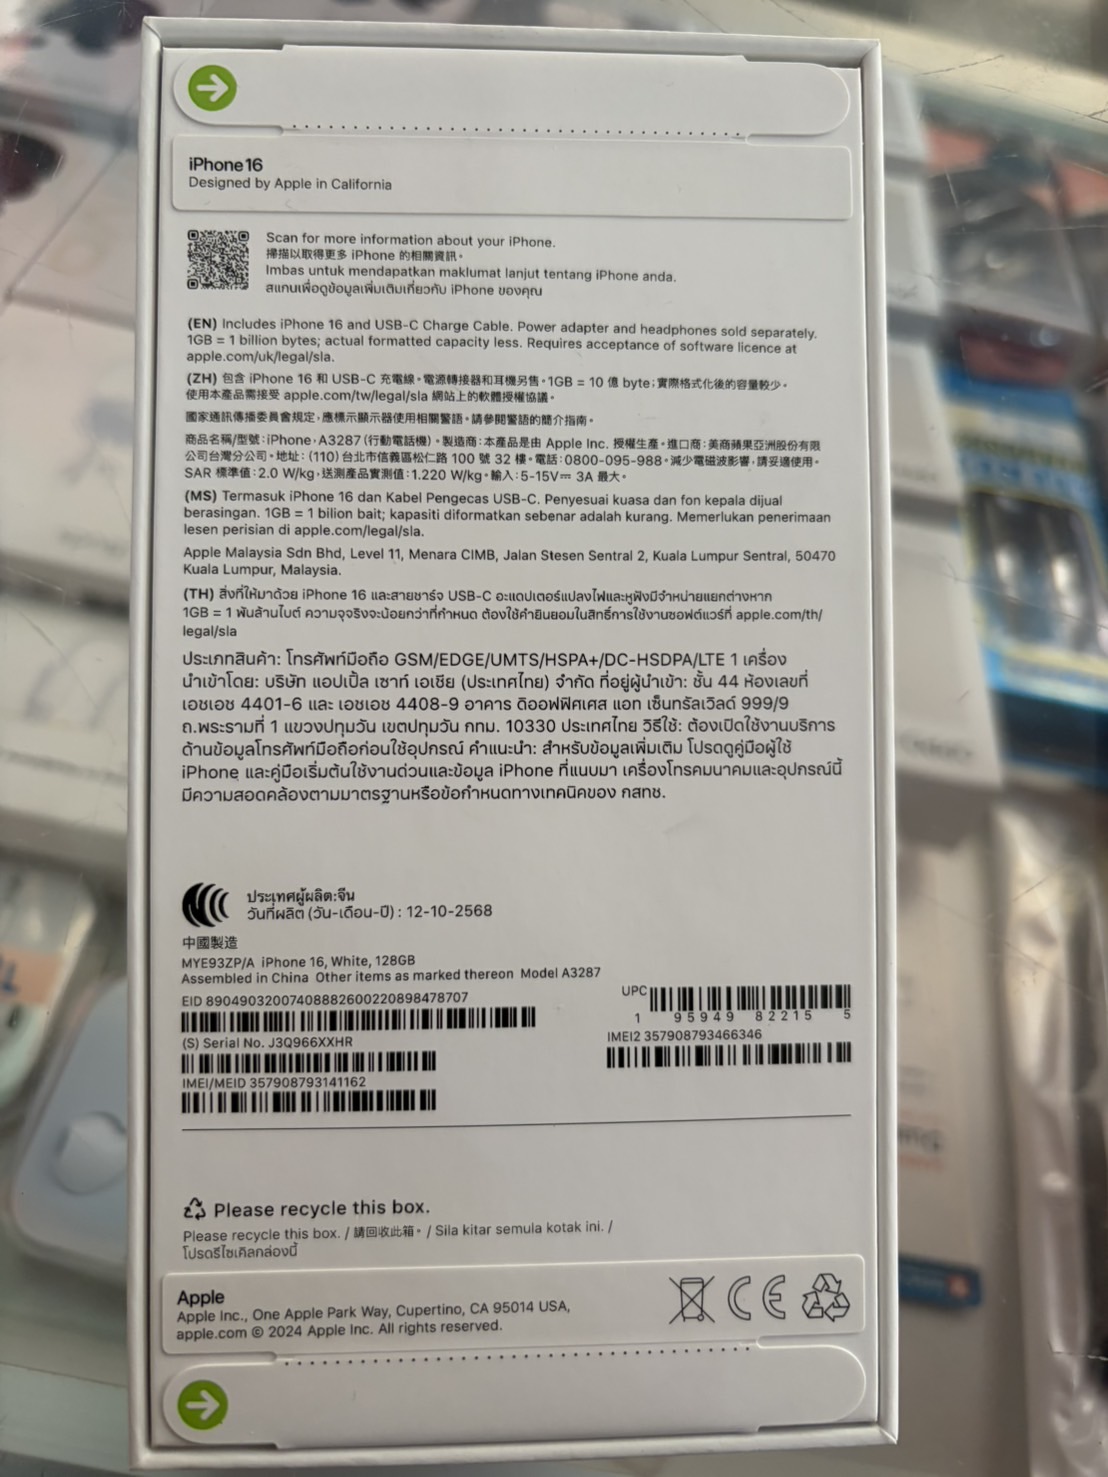 iPhone 16
Designed by Apple in California
Scan for more information about your iPhone.
掃描以取得更多 iPhone 的相關資訊。
Imbas untuk mendapatkan maklumat lanjut tentang iPhone anda.
สแกนเพื่อดูข้อมูลเพิ่มเติมเกี่ยวกับ iPhone ของคุณ
(EN) Includes iPhone 16 and USB-C Charge Cable. Power adapter and headphones sold separately.
1GB = 1 billion bytes; actual formatted capacity less. Requires acceptance of software licence at
apple.com/uk/legal/sla.
(ZH) 包含 iPhone 16 和 USB-C 充電線。電源轉接器和耳機另售。1GB = 10 億 byte；實際格式化後的容量較少。
使用本產品需接受 apple.com/tw/legal/sla 網站上的軟體授權協議。
國家通訊傳播委員會規定，應標示顯示器使用相關警語。請參閱警語的簡介指南。
商品名稱/型號：iPhone，A3287（行動電話機）。製造商：本產品是由 Apple Inc. 授權生產。進口商：美商蘋果亞洲股份有限
公司台灣分公司。地址：(110) 台北市信義區松仁路 100 號 32 樓。電話：0800-095-988。減少電磁波影響，請妥適使用。
SAR 標準值：2.0 W/kg，送測產品實測值：1.220 W/kg。輸入：5-15V⎓ 3A 最大。
(MS) Termasuk iPhone 16 dan Kabel Pengecas USB-C. Penyesuai kuasa dan fon kepala dijual
berasingan. 1GB = 1 bilion bait; kapasiti diformatkan sebenar adalah kurang. Memerlukan penerimaan
lesen perisian di apple.com/legal/sla.
Apple Malaysia Sdn Bhd, Level 11, Menara CIMB, Jalan Stesen Sentral 2, Kuala Lumpur Sentral, 50470
Kuala Lumpur, Malaysia.
(TH) สิ่งที่ให้มาด้วย iPhone 16 และสายชาร์จ USB-C อะแดปเตอร์แปลงไฟและหูฟังมีจำหน่ายแยกต่างหาก
1GB = 1 พันล้านไบต์ ความจุจริงจะน้อยกว่าที่กำหนด ต้องใช้คำยินยอมในสิทธิ์การใช้งานซอฟต์แวร์ที่ apple.com/th/
legal/sla
ประเภทสินค้า: โทรศัพท์มือถือ GSM/EDGE/UMTS/HSPA+/DC-HSDPA/LTE 1 เครื่อง
นำเข้าโดย: บริษัท แอปเปิ้ล เซาท์ เอเชีย (ประเทศไทย) จำกัด ที่อยู่ผู้นำเข้า: ชั้น 44 ห้องเลขที่
เอชเอช 4401-6 และ เอชเอช 4408-9 อาคาร ดิออฟฟิศเศส แอท เซ็นทรัลเวิลด์ 999/9
ถ.พระรามที่ 1 แขวงปทุมวัน เขตปทุมวัน กทม. 10330 ประเทศไทย วิธีใช้: ต้องเปิดใช้งานบริการ
ด้านข้อมูลโทรศัพท์มือถือก่อนใช้อุปกรณ์ คำแนะนำ: สำหรับข้อมูลเพิ่มเติม โปรดดูคู่มือผู้ใช้
iPhone และคู่มือเริ่มต้นใช้งานด่วนและข้อมูล iPhone ที่แนบมา เครื่องโทรคมนาคมและอุปกรณ์นี้
มีความสอดคล้องตามมาตรฐานหรือข้อกำหนดทางเทคนิคของ กสทช.
ประเทศผู้ผลิต:จีน
วันที่ผลิต (วัน-เดือน-ปี) : 12-10-2568
中國製造
MYE93ZP/A iPhone 16, White, 128GB
Assembled in China Other items as marked thereon Model A3287
EID 89049032007408882600220898478707
UPC
1 95949 82215 5
(S) Serial No. J3Q966XXHR
IMEI2 357908793466346
IMEI/MEID 357908793141162
Please recycle this box.
Please recycle this box. / 請回收此箱。 / Sila kitar semula kotak ini. /
โปรดรีไซเคิลกล่องนี้
Apple
Apple Inc., One Apple Park Way, Cupertino, CA 95014 USA,
apple.com © 2024 Apple Inc. All rights reserved.
CE